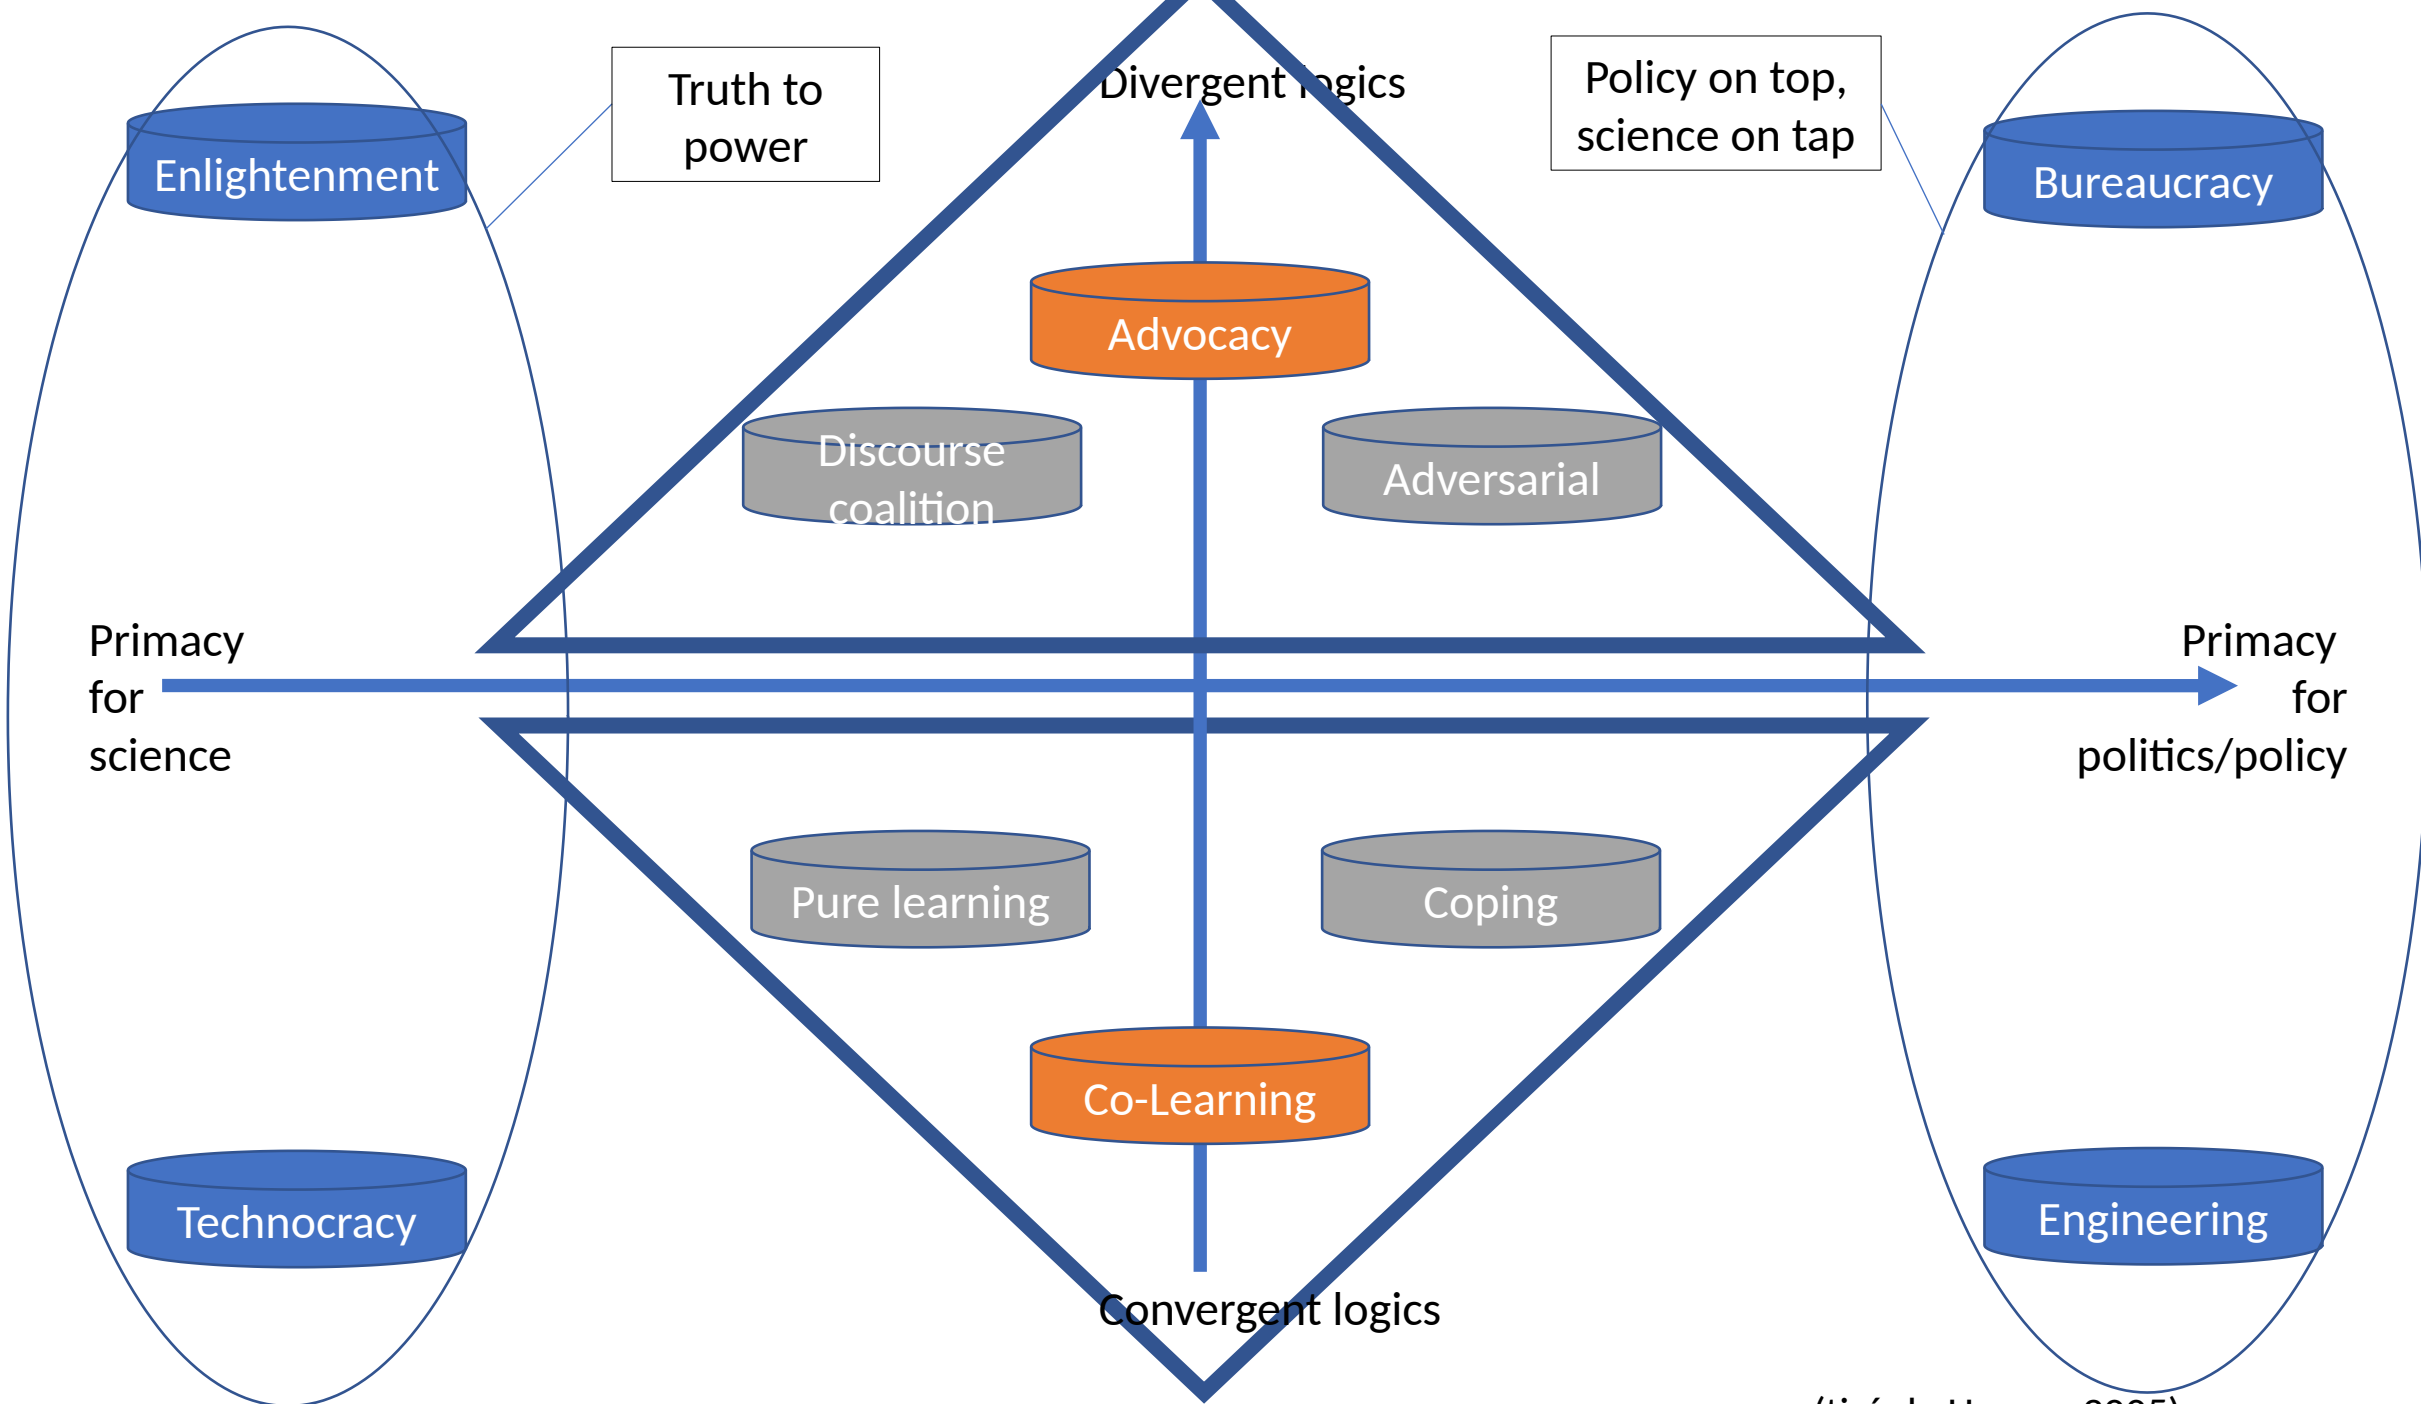 Truth to
power
Divergent logics
Policy on top,
science on tap
Enlightenment
Bureaucracy
Advocacy
Discourse
coalition
Adversarial
Primacy
for
science
Primacy
for
politics/policy
Pure learning
Coping
Co-Learning
Technocracy
Engineering
Convergent logics